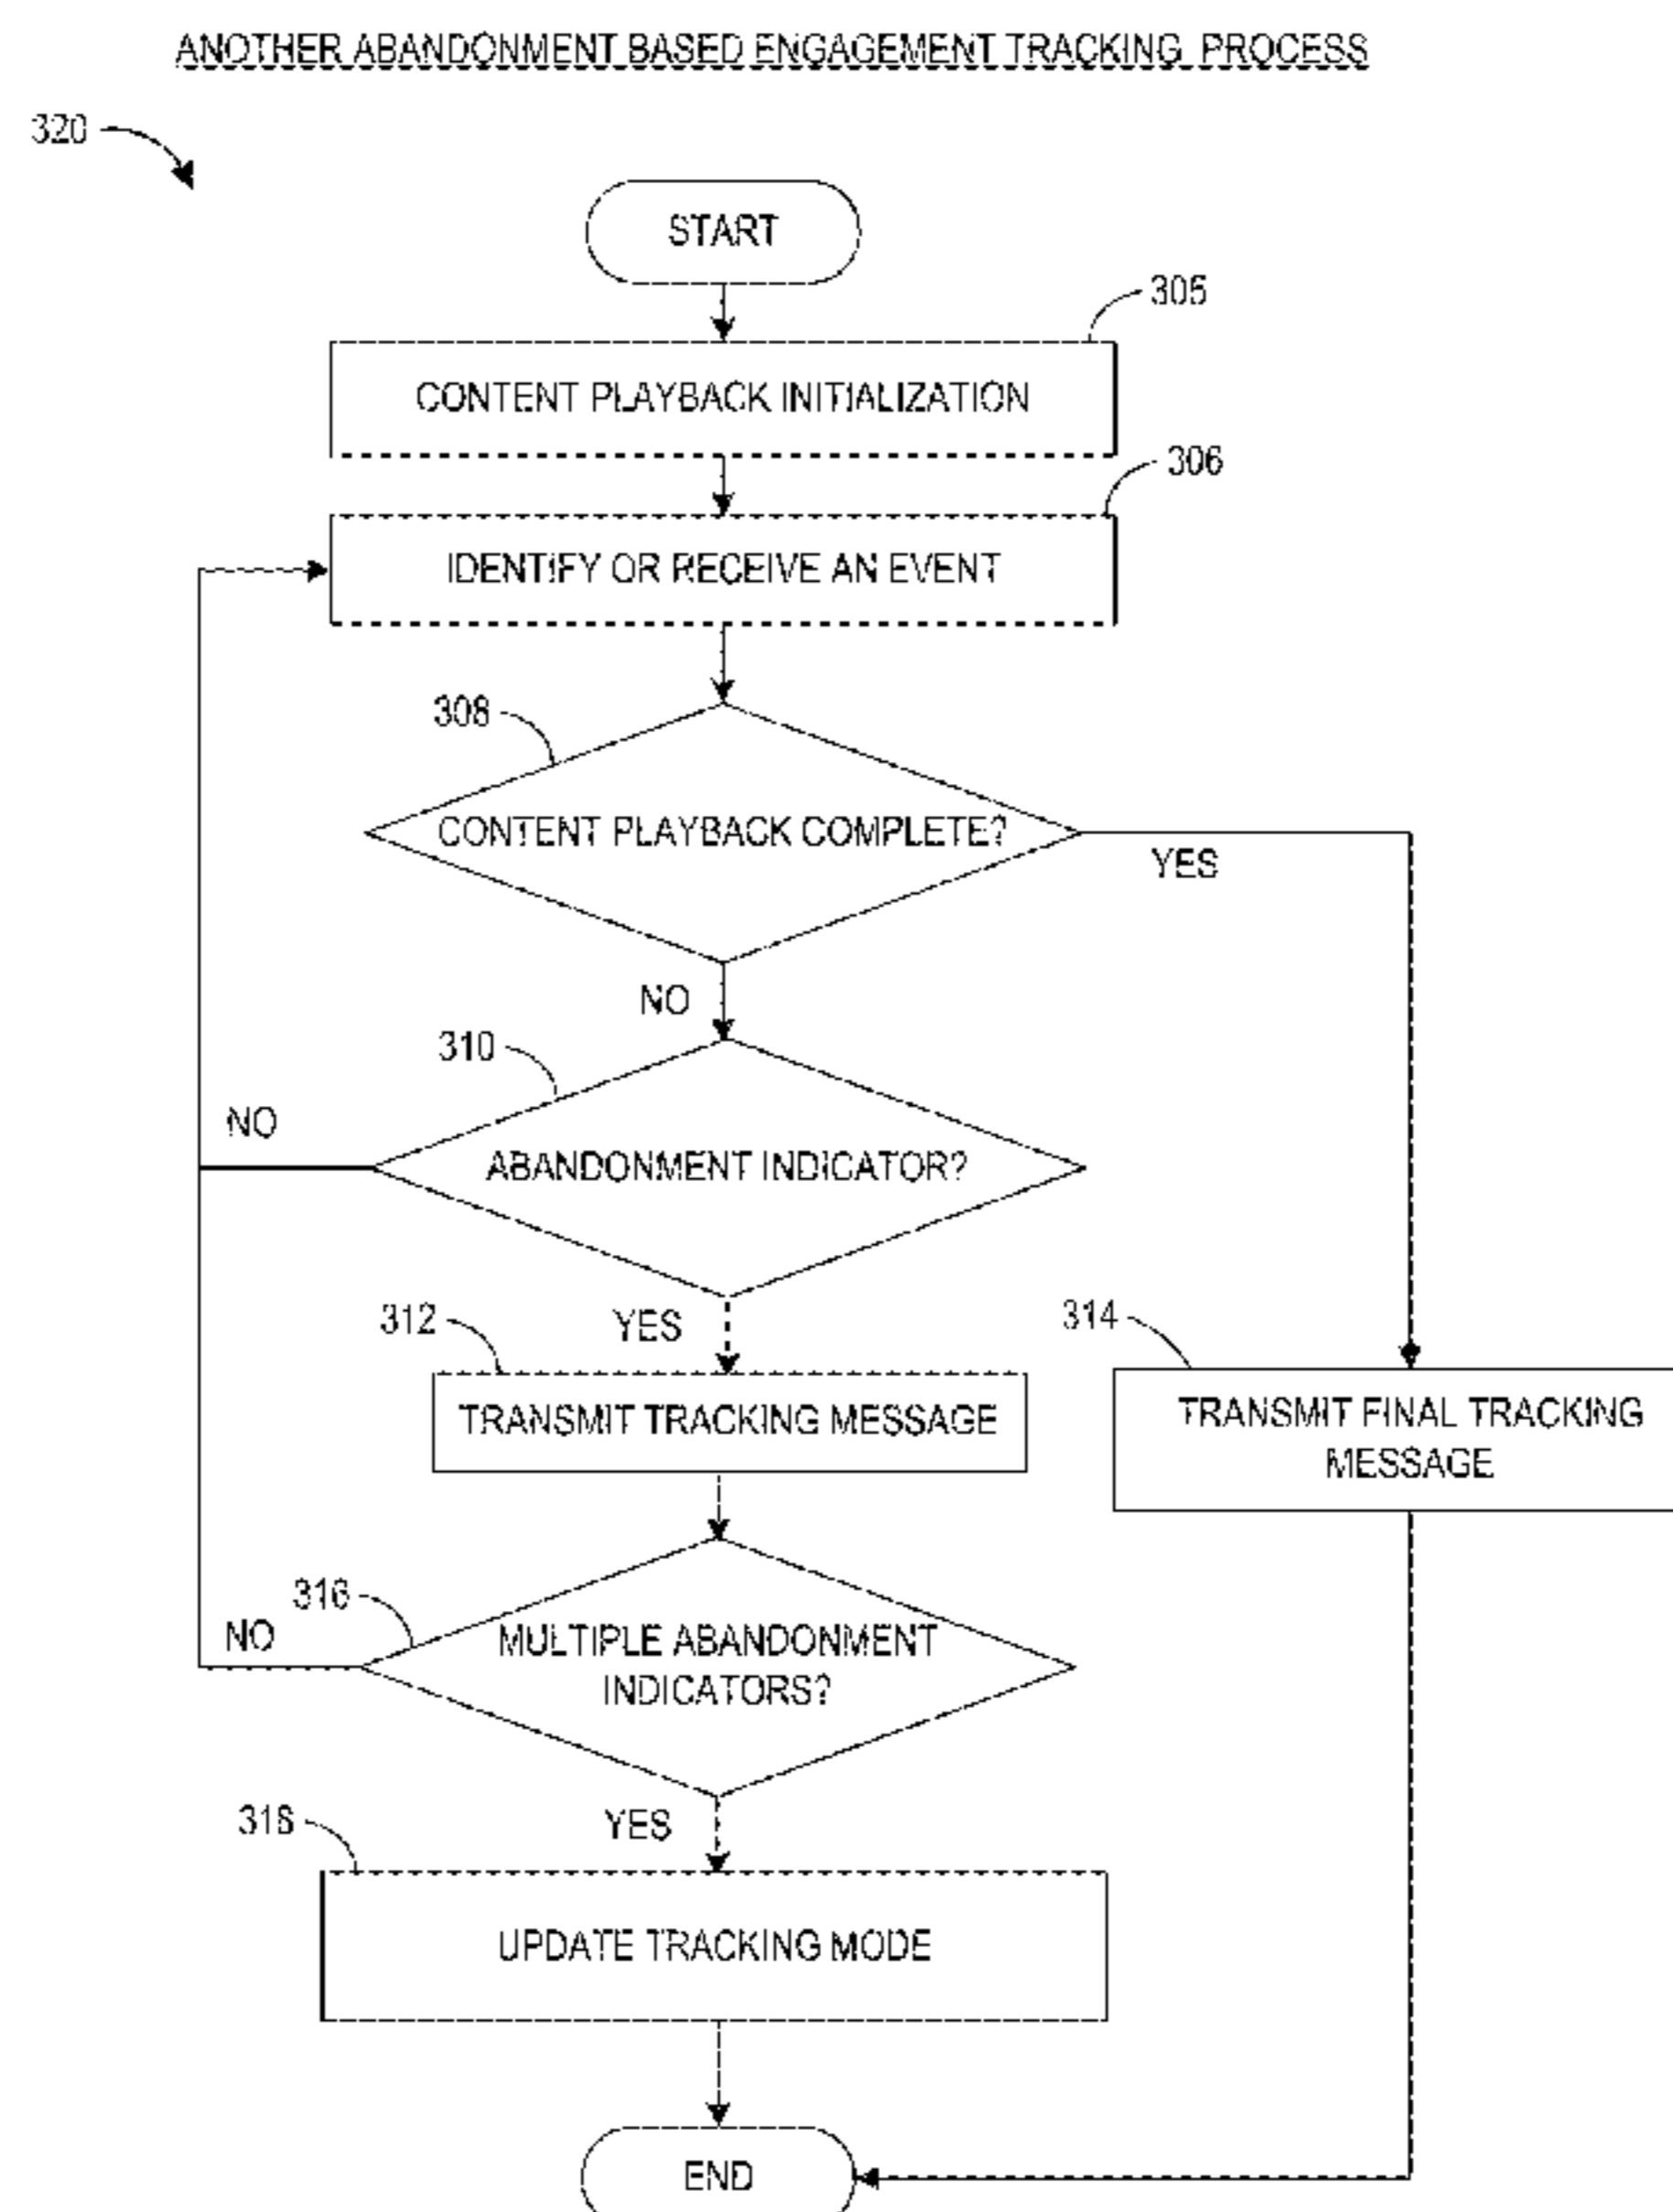 ANOTHER ABANDONMENT BASED ENGAGEMENT TRACKING PROCESS
320
START
305
CONTENT PLAYBACK INITIALIZATION
306
IDENTIFY OR RECEIVE AN EVENT
308
CONTENT PLAYBACK COMPLETE?
YES
NO
310
NO
ABANDONMENT INDICATOR?
312
YES
314
TRANSMIT TRACKING MESSAGE
TRANSMIT FINAL TRACKING
MESSAGE
316
NO
MULTIPLE ABANDONMENT
INDICATORS?
318
YES
UPDATE TRACKING MODE
END